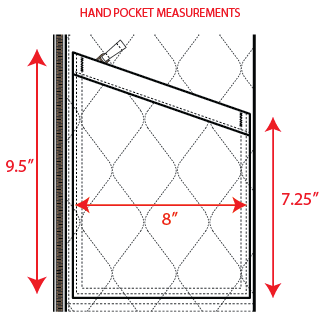 HAND POCKET MEASUREMENTS
9.5”
8”
7.25”